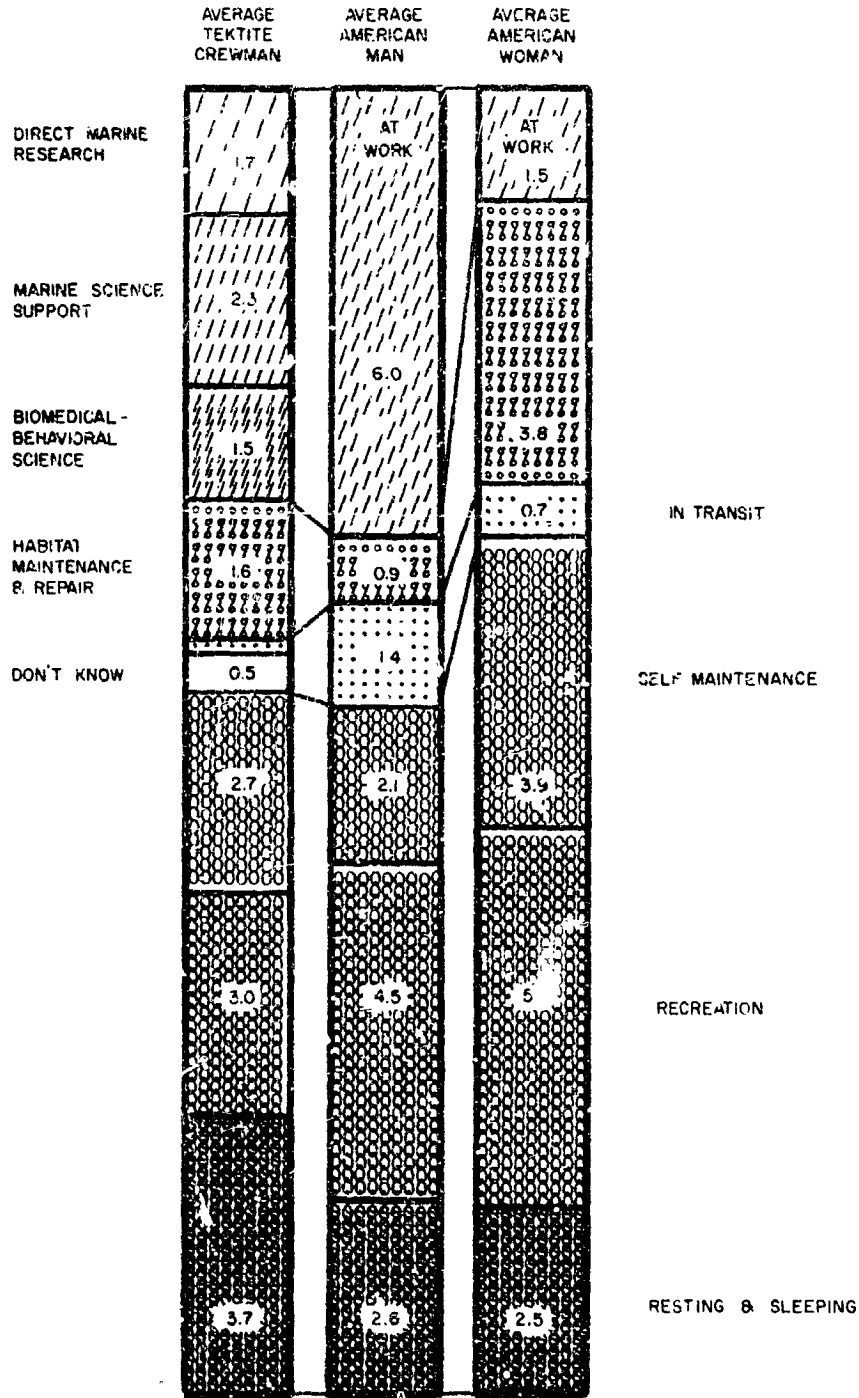 AVERAGE
TEKTITE
CREWMAN
AVERAGE
AMERICAN
MAN
AVERAGE
AMERICAN
WOMAN
DIRECT MARINE
RESEARCH
1.7
AT
WORK
6.0
AT
WORK
1.5
MARINE SCIENCE
SUPPORT
2.3
BIOMEDICAL -
BEHAVIORAL
SCIENCE
1.5
3.8
HABITAT
MAINTENANCE
& REPAIR
1.6
0.9
0.7
IN TRANSIT
DON'T KNOW
0.5
1.4
SELF MAINTENANCE
2.7
2.1
3.9
3.0
4.5
5
RECREATION
3.7
2.6
2.5
RESTING & SLEEPING